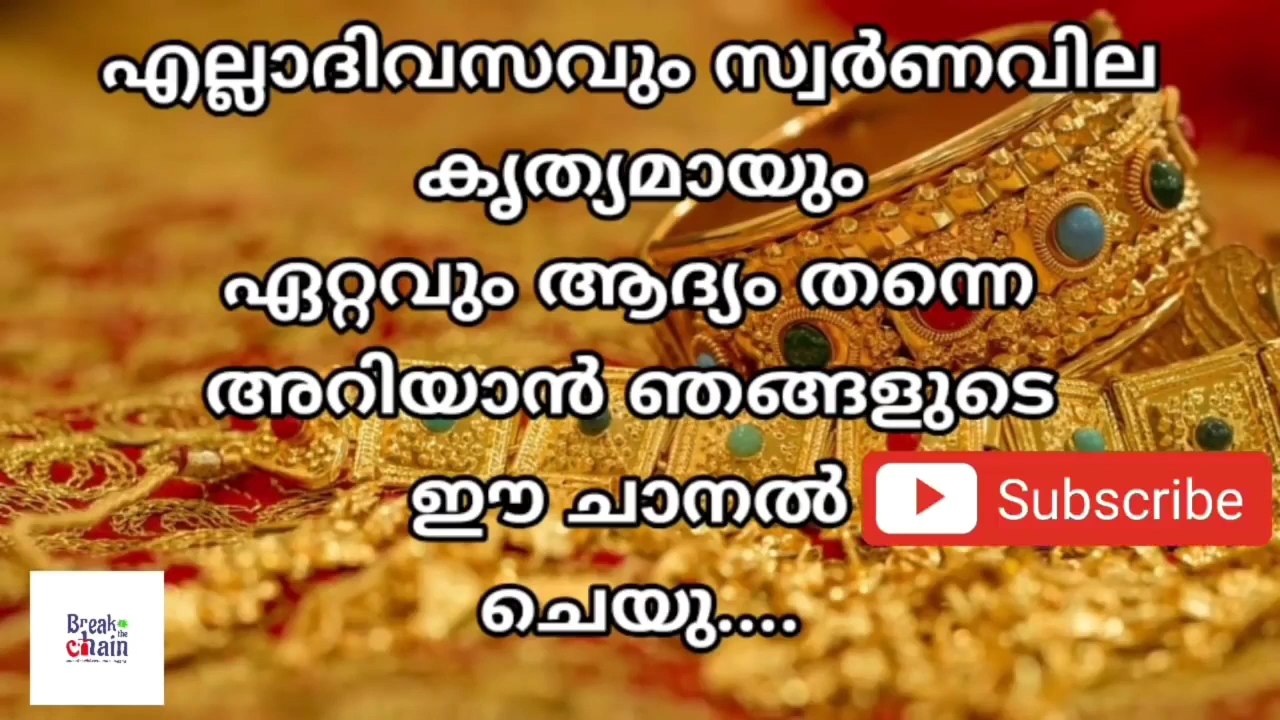 എല്ലാദിവസവും സ്വർണവില
കൃത്യമായും
ഏറ്റവും ആദ്യം തന്നെ
അറിയാൻ ഞങ്ങളുടെ
ഈ ചാനൽ Subscribe
ചെയു....
Break
the
chain